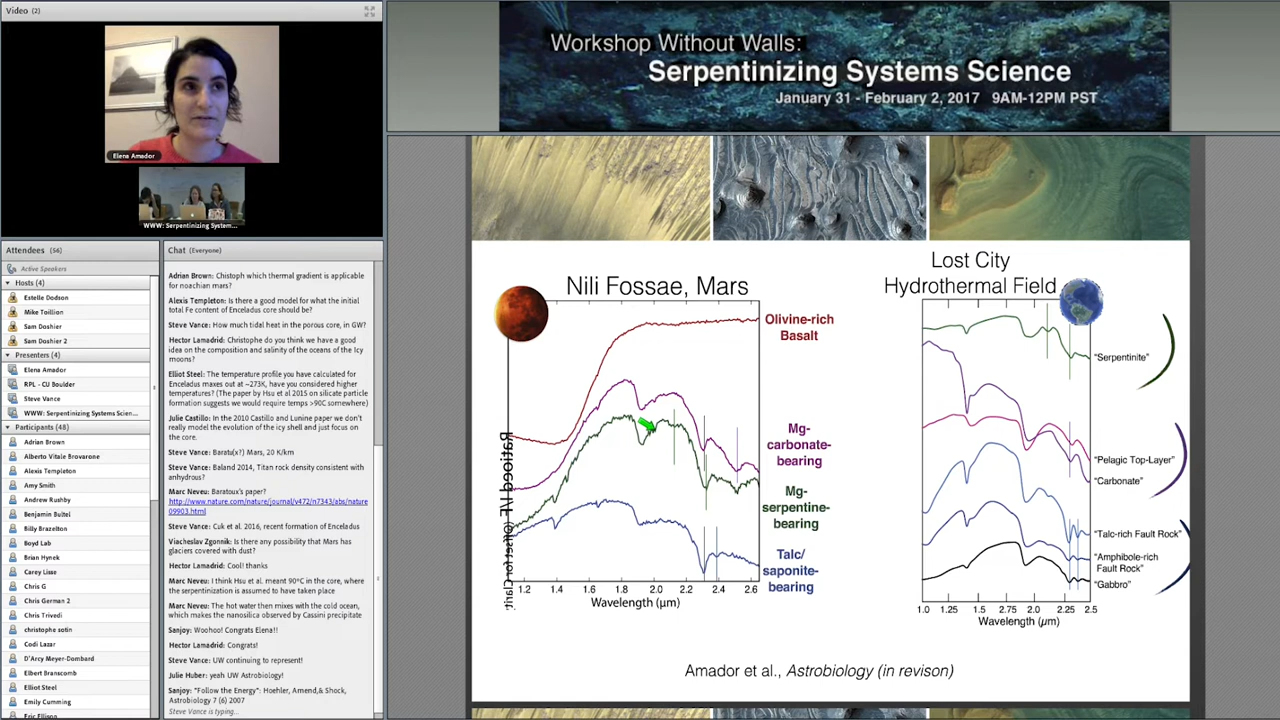 Video (2)
Elena Amador
WWW: Serpentinizing System...
Attendees (56)
Active Speakers
Hosts (4)
Estelle Dodson
Mike Toillion
Sam Doshier
Sam Doshier 2
Presenters (4)
Elena Amador
RPL - CU Boulder
Steve Vance
WWW: Serpentinizing Systems Scien...
Participants (48)
Adrian Brown
Alberto Vitale Brovarone
Alexis Templeton
Amy Smith
Andrew Rushby
Benjamin Bultel
Billy Brazelton
Boyd Lab
Brian Hynek
Carey Lisse
Chris G
Chris German 2
Chris Trivedi
christophe sotin
Codi Lazar
D'Arcy Meyer-Dombard
Elbert Branscomb
Elliot Steel
Emily Cumming
Eric Ellison
Chat (Everyone)
Adrian Brown: Chistoph which thermal gradient is applicable
for noachian mars?
Alexis Templeton: Is there a good model for what the initial
total Fe content of Enceladus core should be?
Steve Vance: How much tidal heat in the porous core, in GW?
Hector Lamadrid: Christophe do you think we have a good
idea on the composition and salinity of the oceans of the Icy
moons?
Elliot Steel: The temperature profile you have calculated for
Enceladus maxes out at ~273K, have you considered higher
temperatures? (The paper by Hsu et al 2015 on silicate particle
formation suggests we would require temps >90C somewhere)
Julie Castillo: In the 2010 Castillo and Lunine paper we don't
really model the evolution of the icy shell and just focus on
the core.
Steve Vance: Baratu(x?) Mars, 20 K/km
Steve Vance: Baland 2014, Titan rock density consistent with
anhydrous?
Marc Neveu: Baratoux's paper?
http://www.nature.com/nature/journal/v472/n7343/abs/nature
09903.html
Steve Vance: Cuk et al. 2016, recent formation of Enceladus
Viacheslav Zgonnik: Is there any possibility that Mars has
glaciers covered with dust?
Hector Lamadrid: Cool! thanks
Marc Neveu: I think Hsu et al. meant 90ºC in the core, where
the serpentinization is assumed to have taken place
Marc Neveu: The hot water then mixes with the cold ocean,
which makes the nanosilica observed by Cassini precipitate
Sanjoy: Woohoo! Congrats Elena!!
Hector Lamadrid: Congrats!
Steve Vance: UW continuing to represent!
Julie Huber: yeah UW Astrobiology!
Sanjoy: "Follow the Energy": Hoehler, Amend,& Shock,
Astrobiology 7 (6) 2007
Steve Vance is typing...
Workshop Without Walls:
Serpentinizing Systems Science
January 31 - February 2, 2017 9AM-12PM PST
Nili Fossae, Mars
Olivine-rich
Basalt
Mg-
carbonate-
bearing
Mg-
serpentine-
bearing
Talc/
saponite-
bearing
1.2 1.4 1.6 1.8 2.0 2.2 2.4 2.6
Wavelength (µm)
Lost City
Hydrothermal Field
"Serpentinite"
"Pelagic Top-Layer"
"Carbonate"
"Talc-rich Fault Rock"
"Amphibole-rich
Fault Rock"
"Gabbro"
1.0 1.25 1.5 1.75 2.0 2.25 2.5
Wavelength (µm)
Amador et al., Astrobiology (in revison)